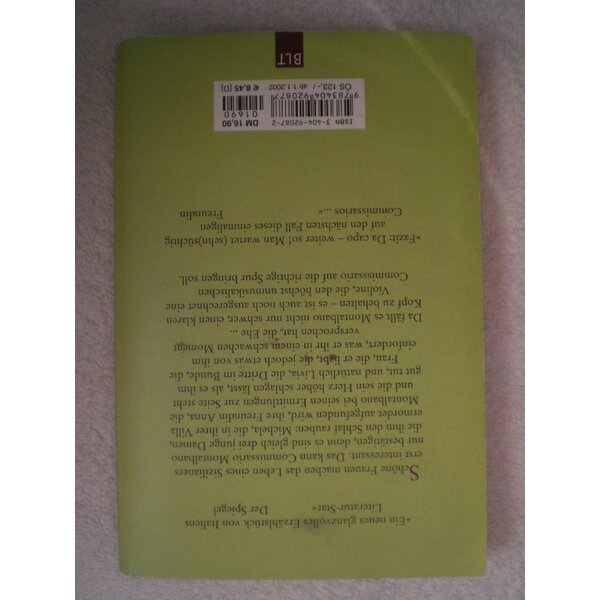 »Ein neues glanzvolles Erzählstück von Italiens
Literatur-Star« Der Spiegel
Schöne Frauen machen das Leben eines Sizilianers
erst interessant. Das kann Commissario Montalbano
nur bestätigen, denn es sind gleich drei junge Damen,
die ihm den Schlaf rauben: Michela, die in ihrer Villa
ermordet aufgefunden wird, ihre Freundin Anna, die
Montalbano bei seinen Ermittlungen zur Seite steht
und die sein Herz höher schlagen lässt, als es ihm
gut tut, und natürlich Livia, die Dritte im Bunde, die
Frau, die er liebt, die jedoch etwas von ihm
einfordert, was er ihr in einem schwachen Moment
versprochen hat, die Ehe ...
Da fällt es Montalbano nicht nur schwer, einen klaren
Kopf zu behalten – es ist auch noch ausgerechnet eine
Violine, die den höchst unmusikalischen
Commissario auf die richtige Spur bringen soll.
»Fazit: Da capo – weiter so! Man wartet (sehn)süchtig
auf den nächsten Fall dieses einmaligen
Commissarios ...« Freundin
ISBN 3-404-92087-2
9 783404 920877
01690
DM 16,90
€ 8,45 [D]
ÖS 123,- / ab 1.1.2002
BLT